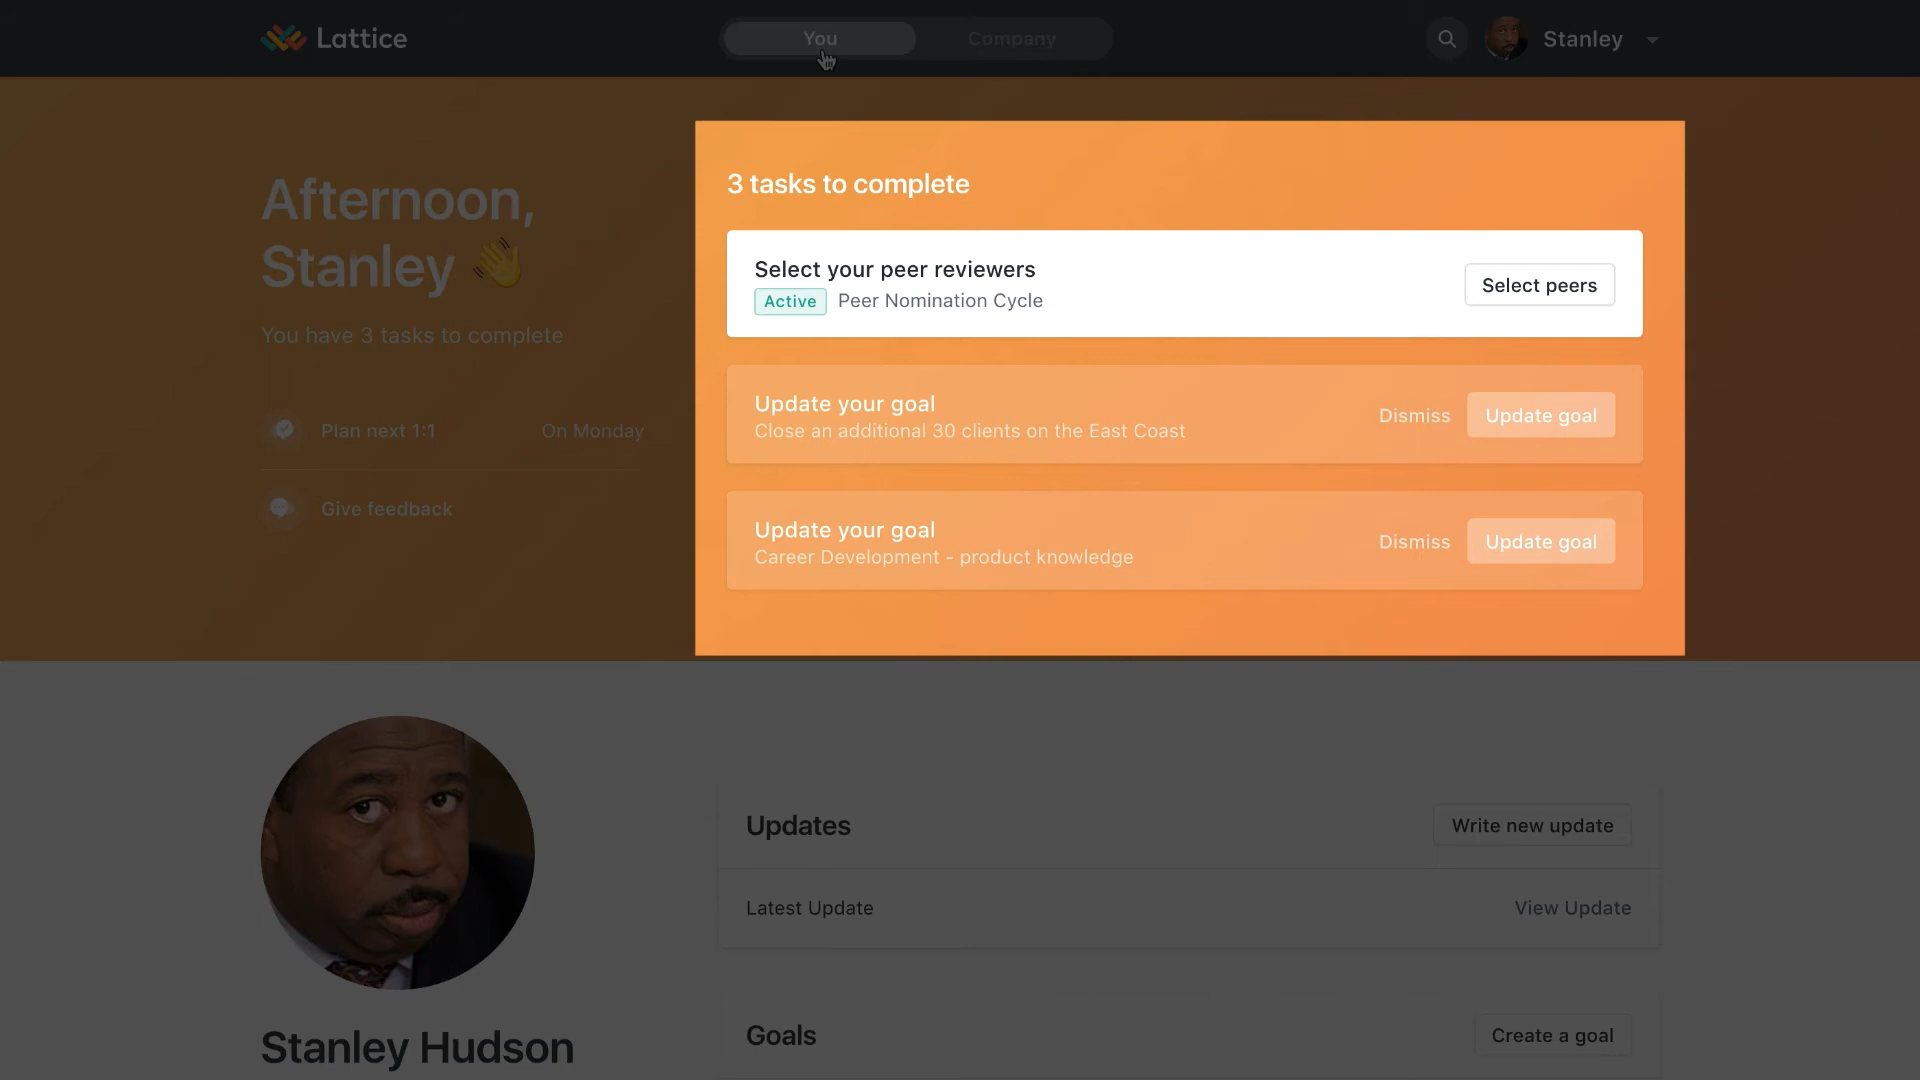 Lattice
You
Company
Stanley
Afternoon,
Stanley 👋
You have 3 tasks to complete
Plan next 1:1
On Monday
Give feedback
3 tasks to complete
Select your peer reviewers
Active
Peer Nomination Cycle
Select peers
Update your goal
Close an additional 30 clients on the East Coast
Dismiss
Update goal
Update your goal
Career Development - product knowledge
Dismiss
Update goal
Stanley Hudson
Updates
Write new update
Latest Update
View Update
Goals
Create a goal